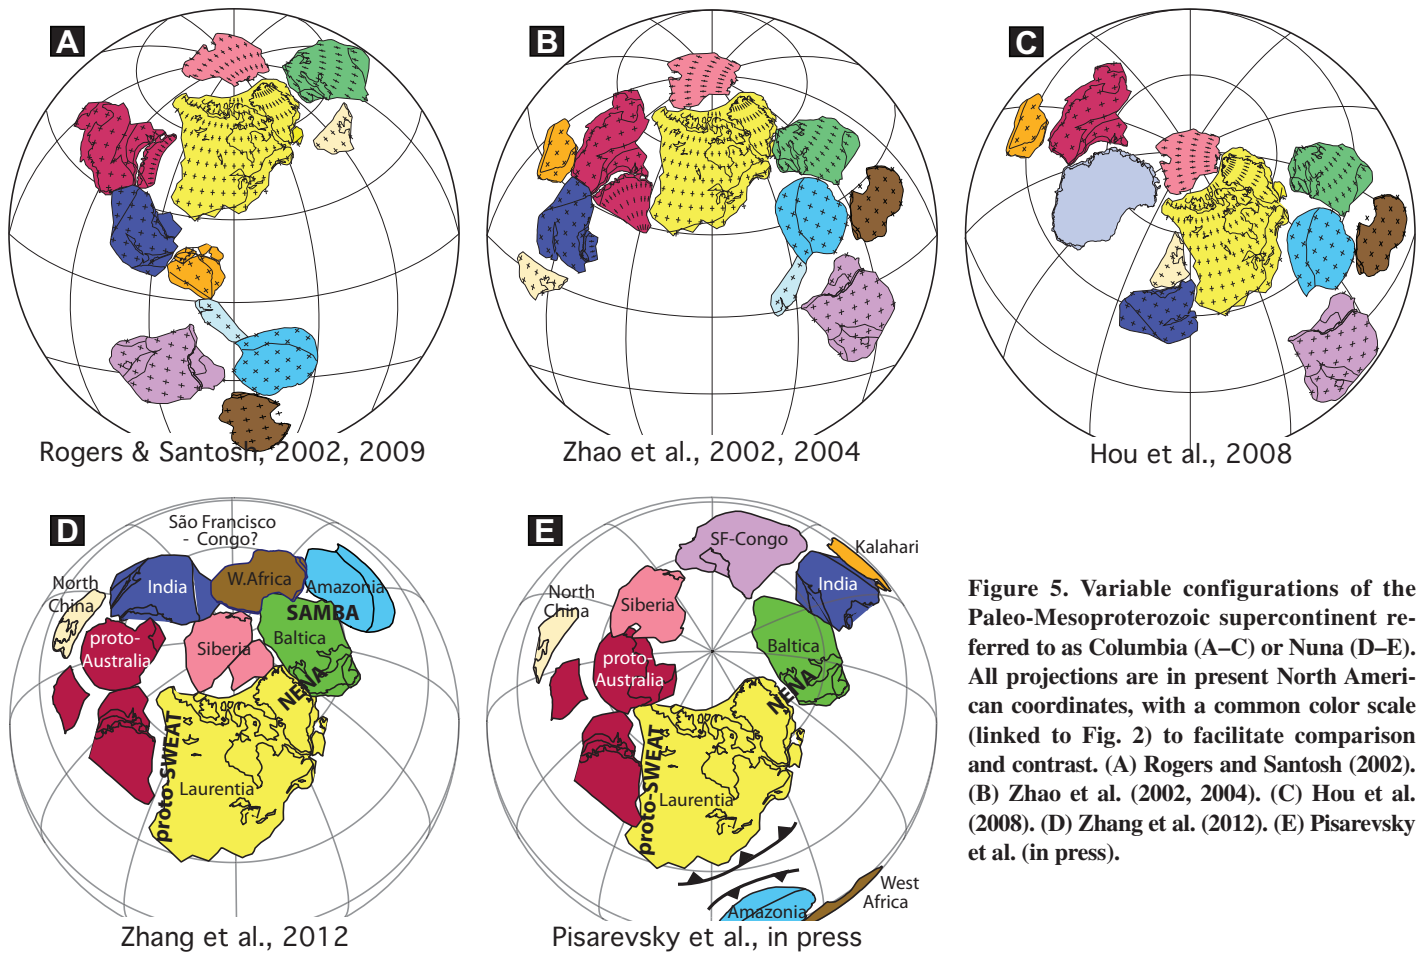 A
B
C
Rogers & Santosh, 2002, 2009
Zhao et al., 2002, 2004
Hou et al., 2008
D
São Francisco
- Congo?
North
China
India
W.Africa
Amazonia
SAMBA
proto-
Australia
Siberia
Baltica
NENA
proto-SWEAT
Laurentia
Zhang et al., 2012
E
SF-Congo
Kalahari
North
China
Siberia
India
proto-
Australia
Baltica
NENA
proto-SWEAT
Laurentia
West
Africa
Amazonia
Pisarevsky et al., in press
Figure 5. Variable configurations of the
Paleo-Mesoproterozoic supercontinent re-
ferred to as Columbia (A–C) or Nuna (D–E).
All projections are in present North Ameri-
can coordinates, with a common color scale
(linked to Fig. 2) to facilitate comparison
and contrast. (A) Rogers and Santosh (2002).
(B) Zhao et al. (2002, 2004). (C) Hou et al.
(2008). (D) Zhang et al. (2012). (E) Pisarevsky
et al. (in press).